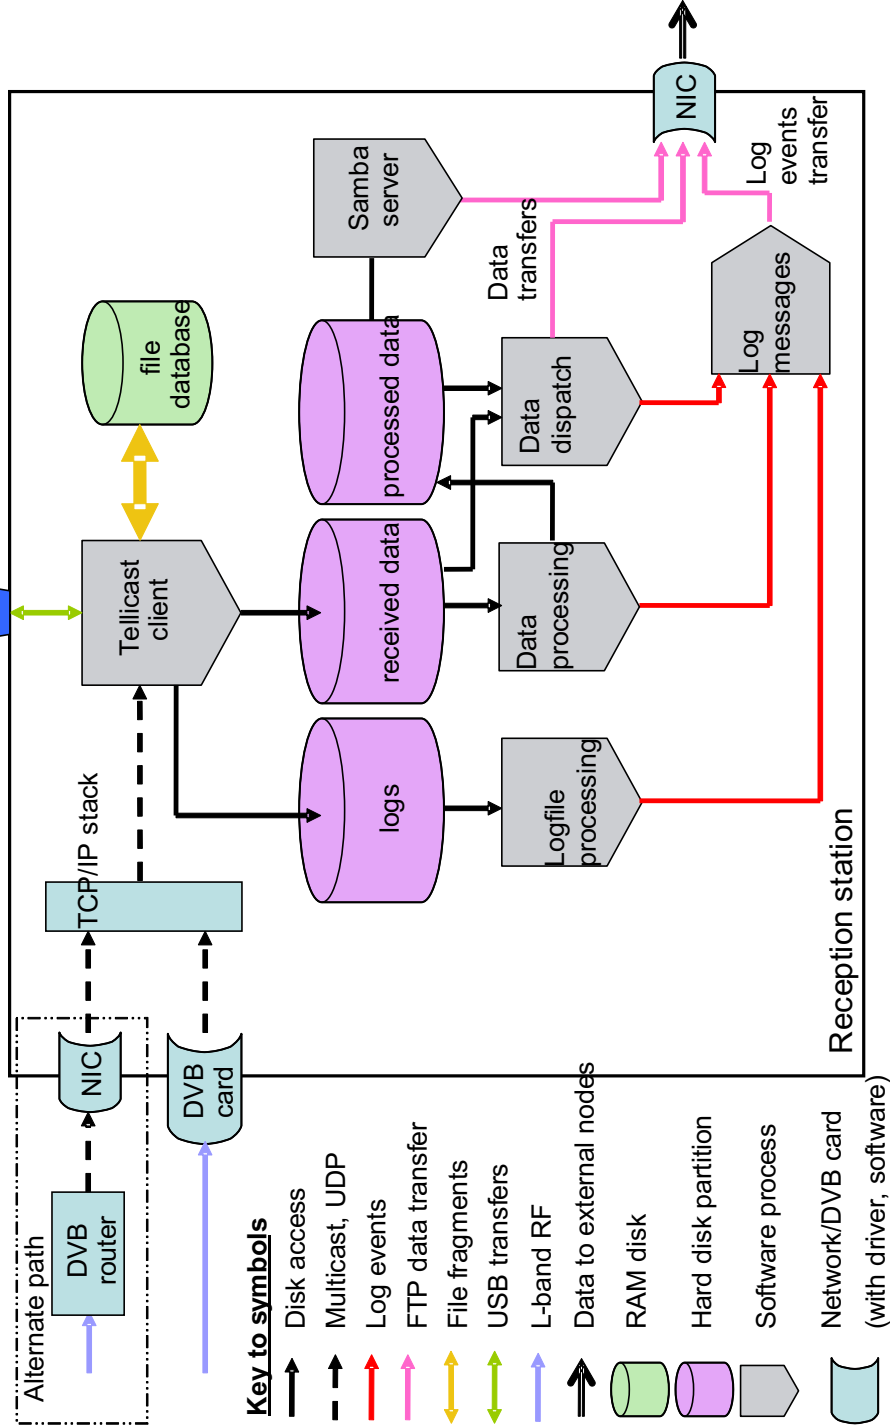 Alternate path
DVB
router
NIC
DVB
card
TCP/IP stack
Tellicast
client
file
database
logs
received data
processed data
Samba
server
Logfile
processing
Data
processing
Data
dispatch
Data
transfers
Log
messages
Log
events
transfer
NIC
Reception station
Key to symbols
Disk access
Multicast, UDP
Log events
FTP data transfer
File fragments
USB transfers
L-band RF
Data to external nodes
RAM disk
Hard disk partition
Software process
Network/DVB card
(with driver, software)